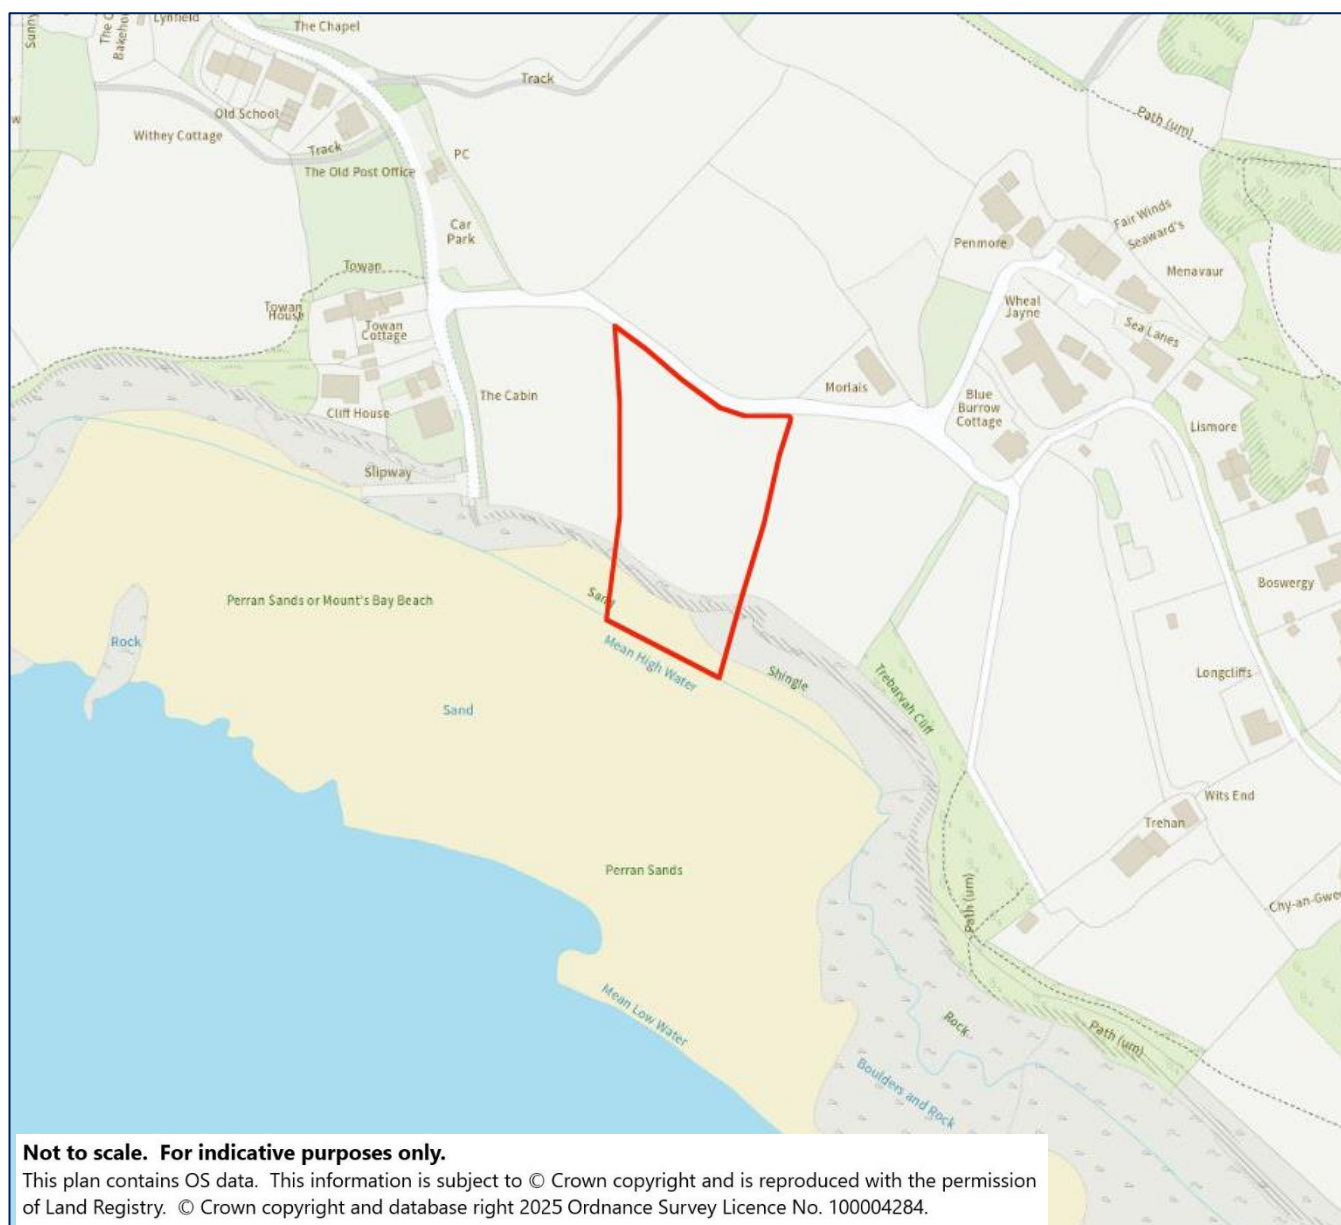 Sunny
The C
Bakehou
Lynfield
The Chapel
Track
Path (um)
w
Old School
Withey Cottage
Track
PC
The Old Post Office
Car
Park
Fair Winds
Seaward's
Penmore
Menavaur
Towan
Towan
House
Towan
Cottage
Wheal
Jayne
Sea Lanes
The Cabin
Morlais
Blue
Burrow
Cottage
Cliff House
Lismore
Slipway
Boswergy
Perran Sands or Mount's Bay Beach
Sand
Rock
Mean High Water
Shingle
Trebarvah Cliff
Longcliffs
Sand
Wits End
Trehan
Perran Sands
Path (um)
Chy-an-Gwe
Mean Low Water
Rock
Path (um)
Boulders and Rock
Not to scale. For indicative purposes only.
This plan contains OS data. This information is subject to © Crown copyright and is reproduced with the permission
of Land Registry. © Crown copyright and database right 2025 Ordnance Survey Licence No. 100004284.